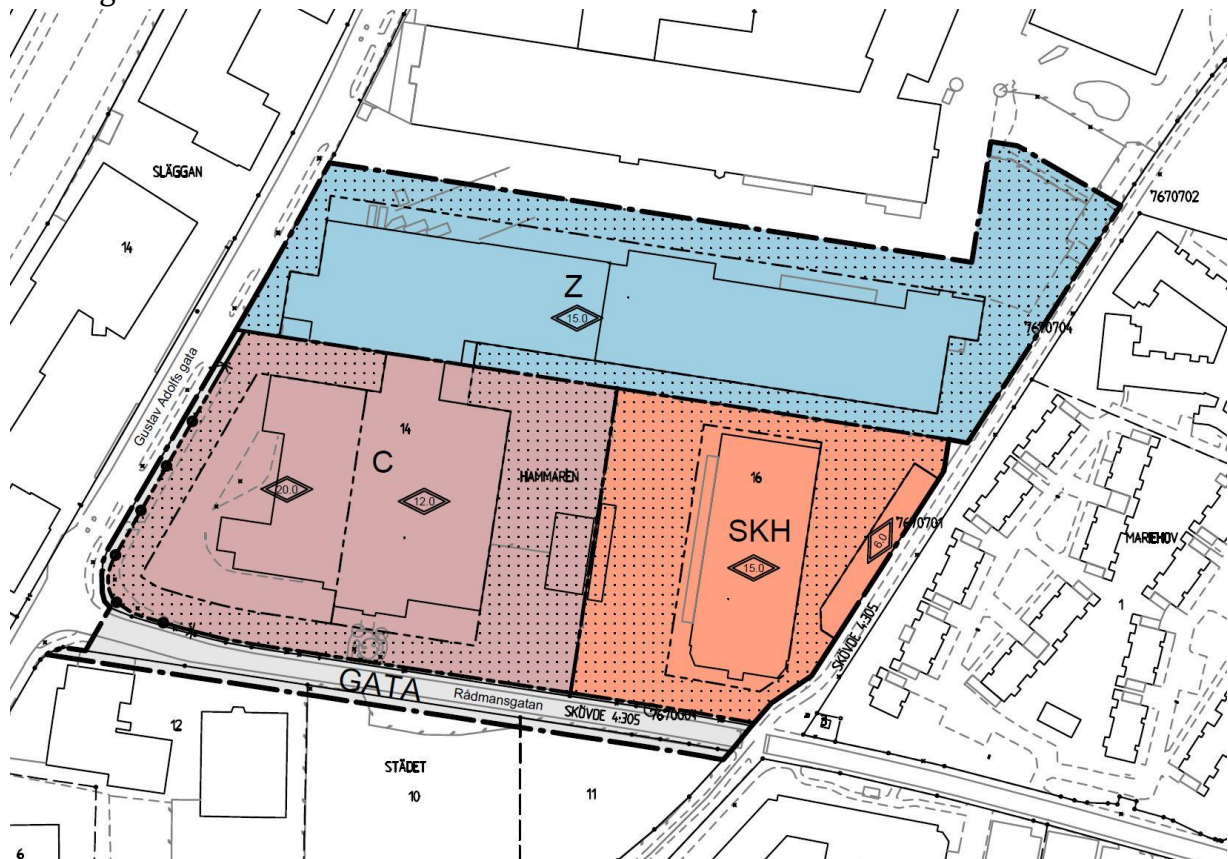 SLÄGGAN
14
7670702
Z
15.0
7670704
Gustav Adolfs gata
14
C
HAMMAREN
16
20.0
12.0
SKH
15.0
6.0
7670701
MARIEHOV
1
SKÖVDE 4:305
GATA
Rådmansgatan
SKÖVDE 4:305
7670001
12
STÄDET
10
11
6